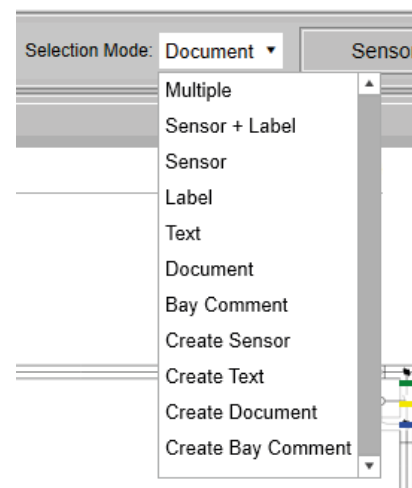 Selection Mode: Document Sensor
Multiple
Sensor + Label
Sensor
Label
Text
Document
Bay Comment
Create Sensor
Create Text
Create Document
Create Bay Comment